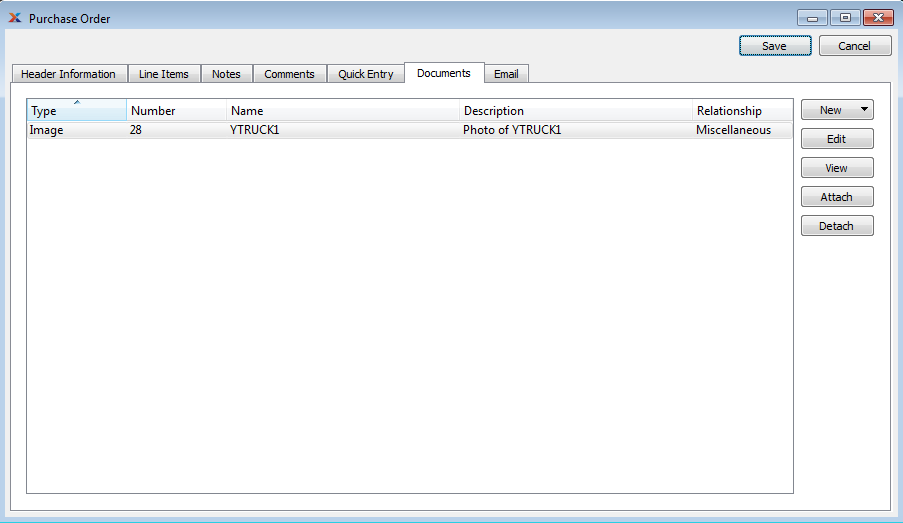 Purchase Order
Save Cancel
Header Information Line Items Notes Comments Quick Entry Documents Email
Type Number Name Description Relationship New
Image 28 YTRUCK1 Photo of YTRUCK1 Miscellaneous
Edit
View
Attach
Detach